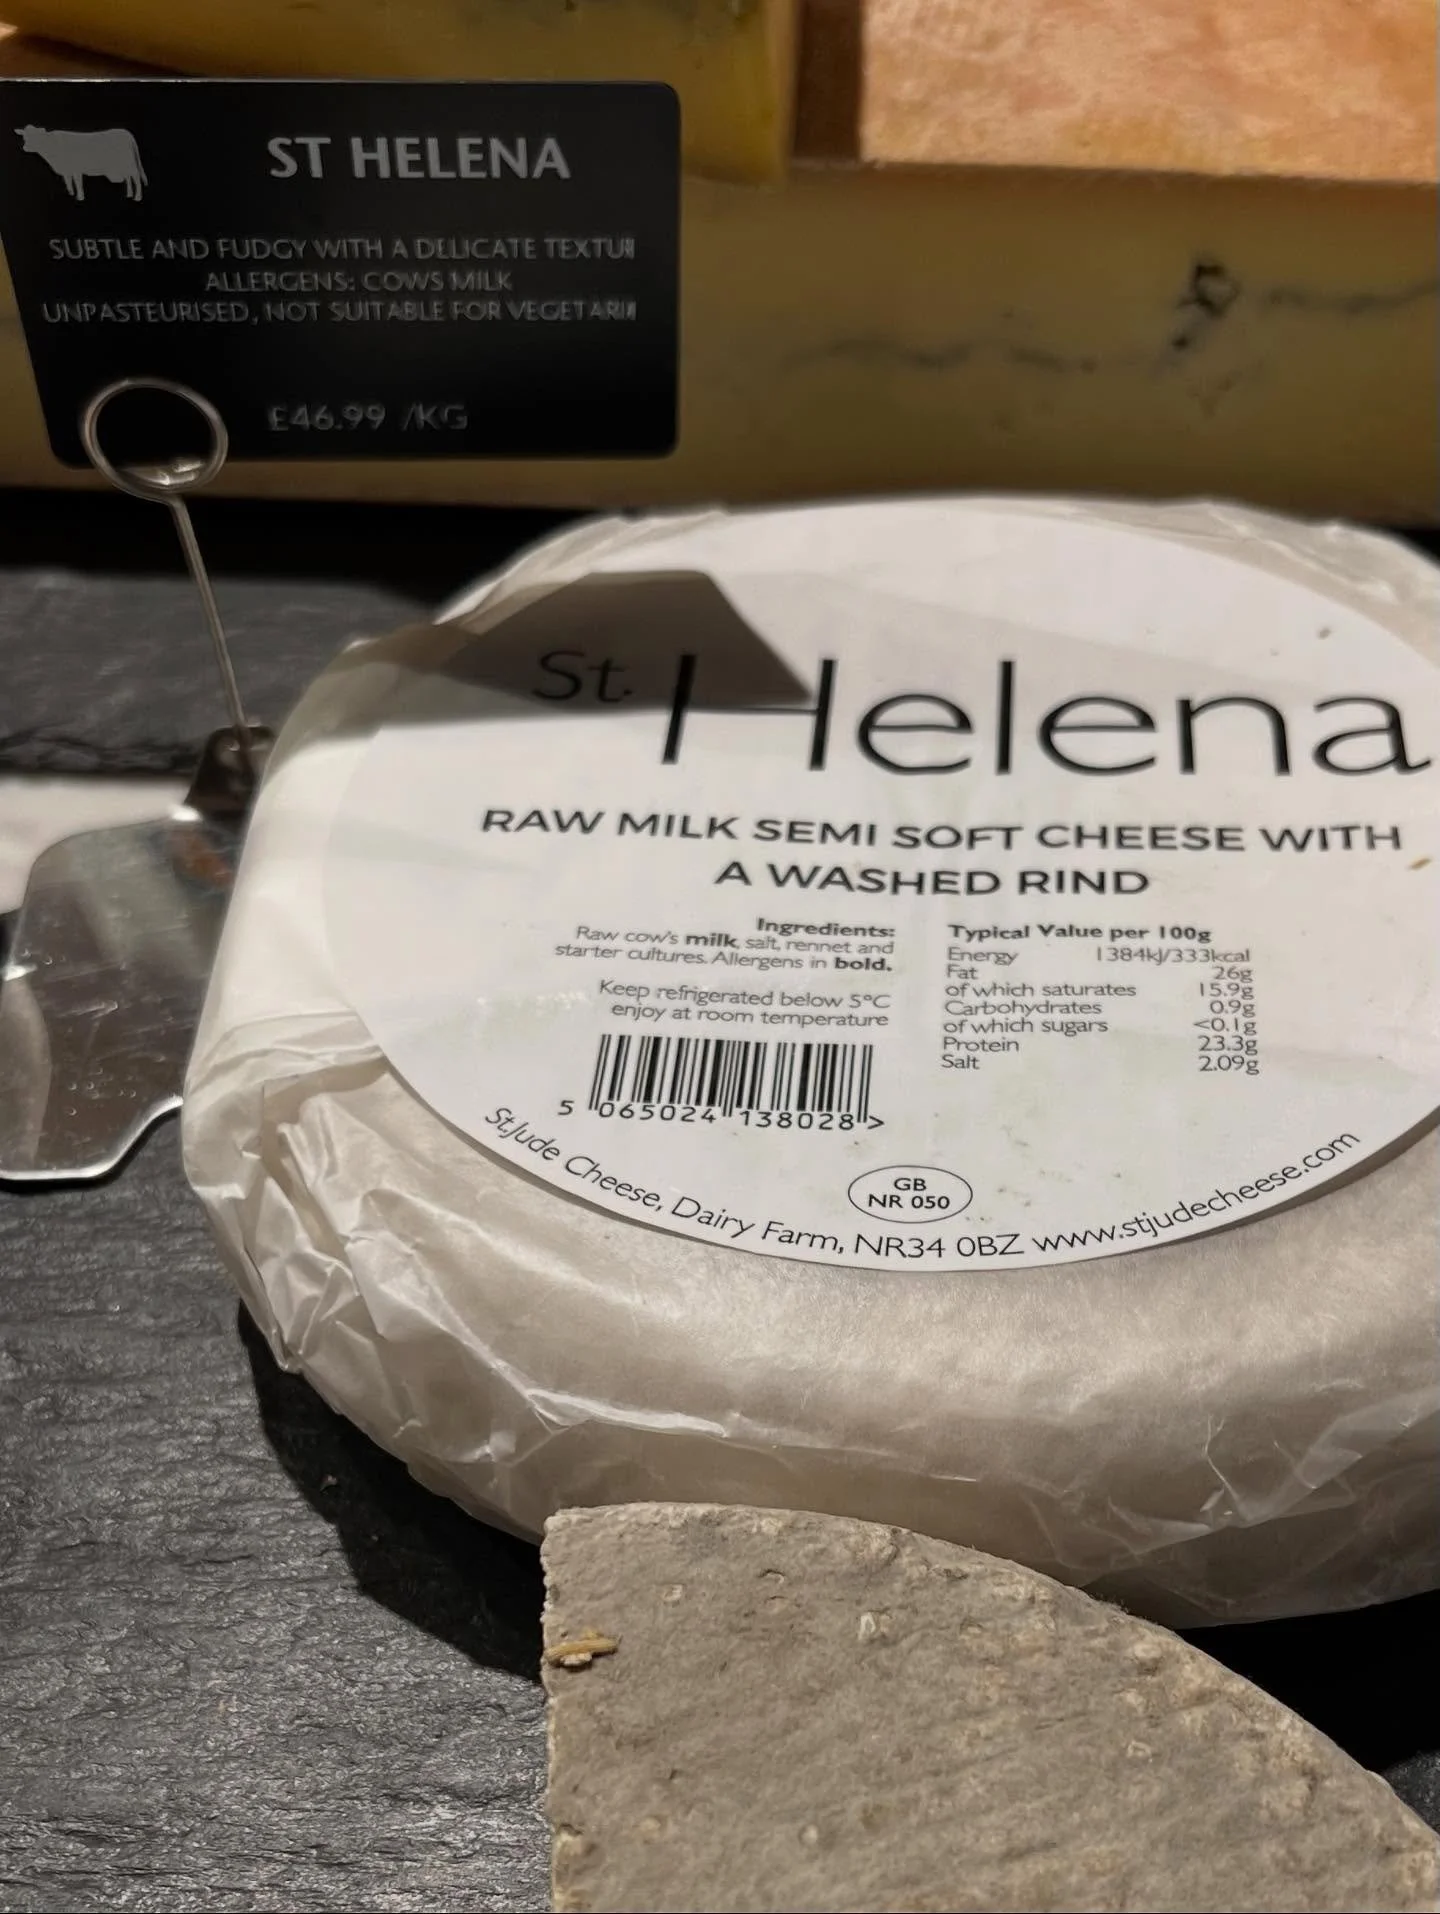 ST HELENA
SUBTLE AND FUDGY WITH A DELICATE
ALLERGENS: COWS MILK
UNPASTEURISED, NOT SUITABLE FOR
£46.99 /KG
St. Helena
RAW MILK SEMI SOFT CHEESE WITH
A WASHED RIND
Ingredients:
Raw cow's milk, salt, rennet and
starter cultures. Allergens in bold.
Keep refrigerated below 5°C
enjoy at room temperature
5 065024 138028 >
Typical Value per 100g
Energy 1384kJ/333kcal
Fat 26g
of which saturates 15.9g
Carbohydrates 0.9g
of which sugars <0.1g
Protein 23.3g
Salt 2.09g
GB
NR 050
St.Jude Cheese, Dairy Farm, NR34 0BZ www.stjudecheese.com